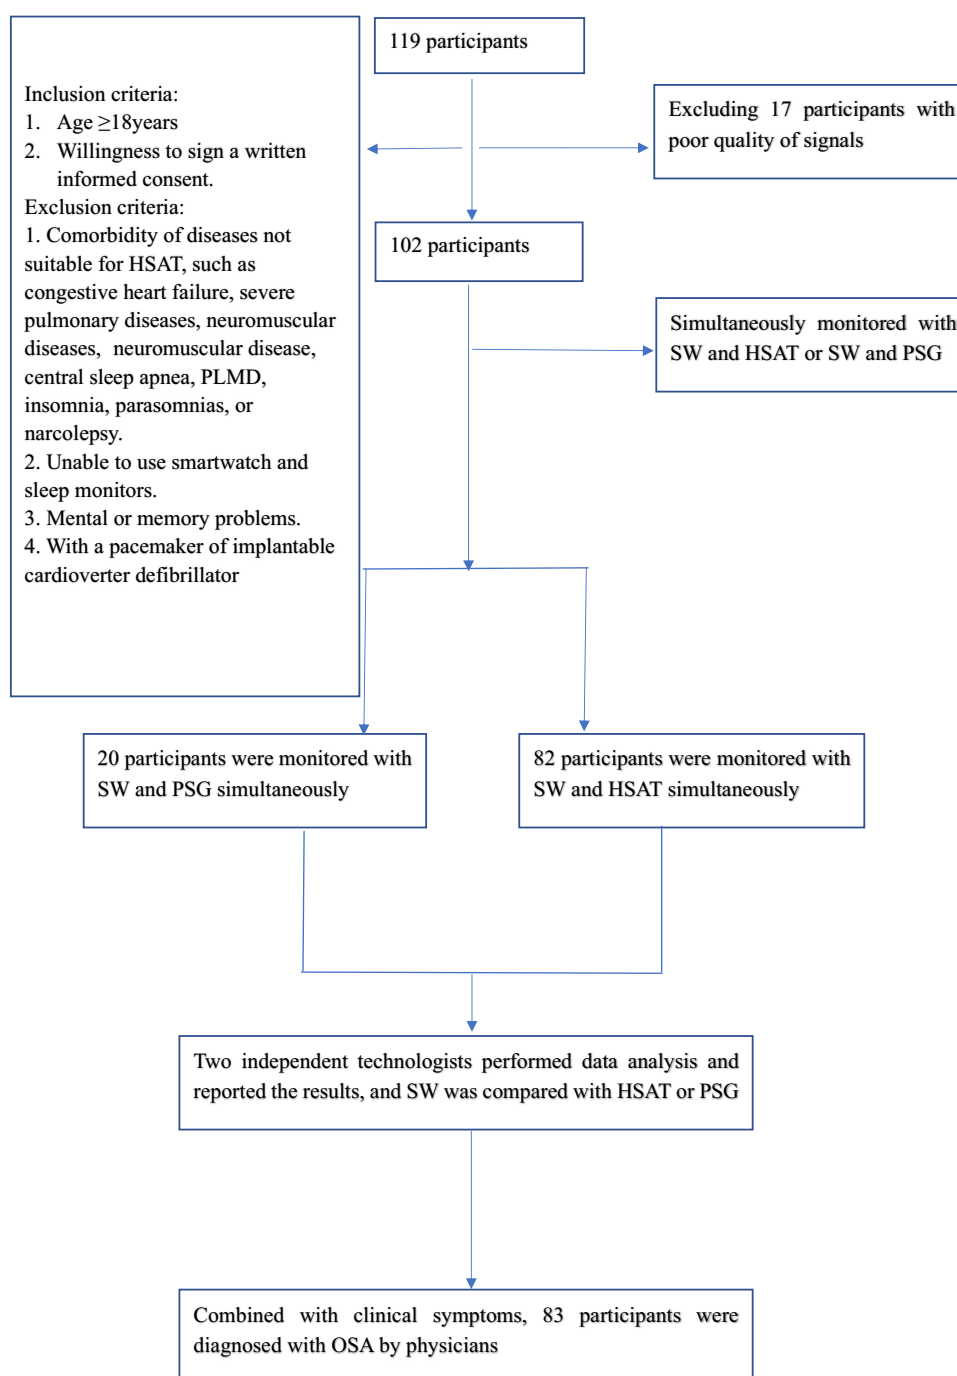 119 participants
Inclusion criteria:
1. Age ≥18years
2. Willingness to sign a written
informed consent.
Exclusion criteria:
1. Comorbidity of diseases not
suitable for HSAT, such as
congestive heart failure, severe
pulmonary diseases, neuromuscular
diseases, neuromuscular disease,
central sleep apnea, PLMD,
insomnia, parasomnias, or
narcolepsy.
2. Unable to use smartwatch and
sleep monitors.
3. Mental or memory problems.
4. With a pacemaker of implantable
cardioverter defibrillator
Excluding 17 participants with
poor quality of signals
102 participants
Simultaneously monitored with
SW and HSAT or SW and PSG
20 participants were monitored with
SW and PSG simultaneously
82 participants were monitored with
SW and HSAT simultaneously
Two independent technologists performed data analysis and
reported the results, and SW was compared with HSAT or PSG
Combined with clinical symptoms, 83 participants were
diagnosed with OSA by physicians